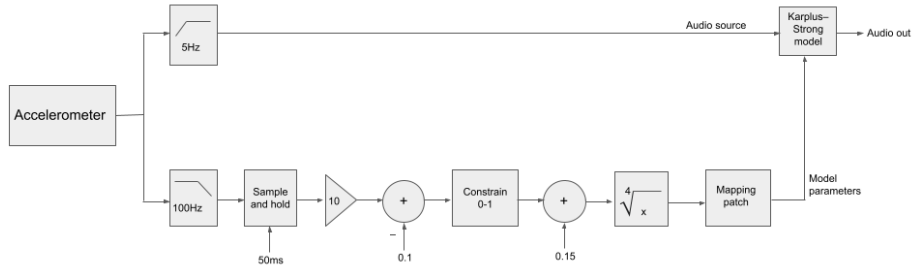 Karplus–
Strong
model
Audio source
Audio out
5Hz
Accelerometer
100Hz
Sample
and hold
10
+
Constrain
0-1
+
4
√x
Mapping
patch
Model
parameters
–
50ms
0.1
0.15